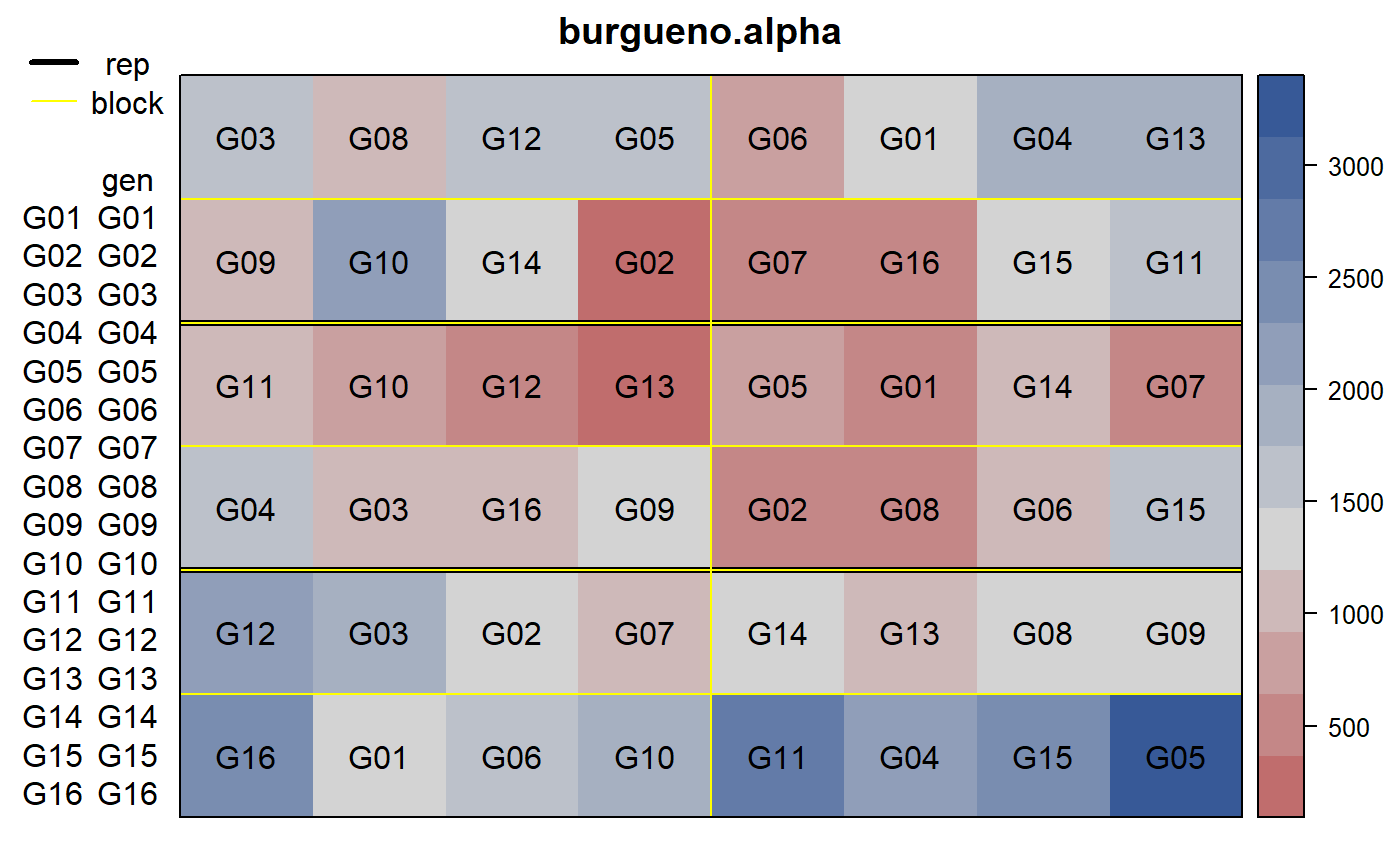 burgueno.alpha
rep
block
gen
G01 G01
G02 G02
G03 G03
G04 G04
G05 G05
G06 G06
G07 G07
G08 G08
G09 G09
G10 G10
G11 G11
G12 G12
G13 G13
G14 G14
G15 G15
G16 G16
G03 G08 G12 G05 G06 G01 G04 G13
G09 G10 G14 G02 G07 G16 G15 G11
G11 G10 G12 G13 G05 G01 G14 G07
G04 G03 G16 G09 G02 G08 G06 G15
G12 G03 G02 G07 G14 G13 G08 G09
G16 G01 G06 G10 G11 G04 G15 G05
3000
2500
2000
1500
1000
500